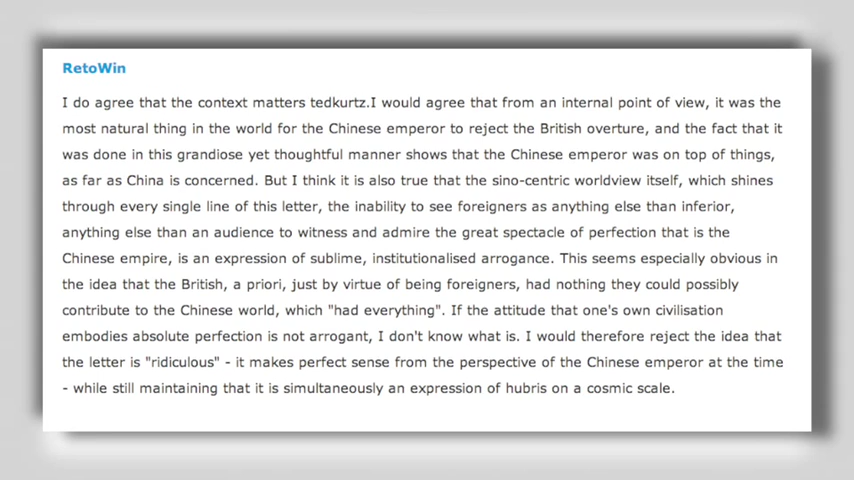 RetoWin
I do agree that the context matters tedkurtz.I would agree that from an internal point of view, it was the
most natural thing in the world for the Chinese emperor to reject the British overture, and the fact that it
was done in this grandiose yet thoughtful manner shows that the Chinese emperor was on top of things,
as far as China is concerned. But I think it is also true that the sino-centric worldview itself, which shines
through every single line of this letter, the inability to see foreigners as anything else than inferior,
anything else than an audience to witness and admire the great spectacle of perfection that is the
Chinese empire, is an expression of sublime, institutionalised arrogance. This seems especially obvious in
the idea that the British, a priori, just by virtue of being foreigners, had nothing they could possibly
contribute to the Chinese world, which "had everything". If the attitude that one's own civilisation
embodies absolute perfection is not arrogant, I don't know what is. I would therefore reject the idea that
the letter is "ridiculous" - it makes perfect sense from the perspective of the Chinese emperor at the time
- while still maintaining that it is simultaneously an expression of hubris on a cosmic scale.